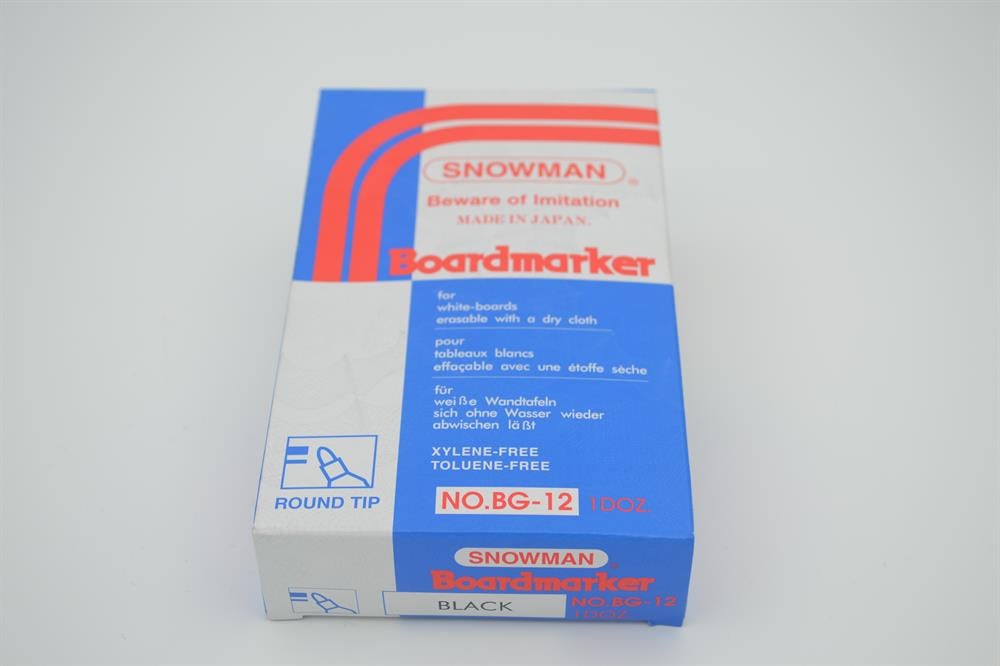 SNOWMAN ®
Beware of Imitation
MADE IN JAPAN.
Boardmarker
for
white-boards
erasable with a dry cloth
pour
tableaux blancs
effaçable avec une étoffe sèche
für
weiße Wandtafeln
sich ohne Wasser wieder
abwischen läßt
XYLENE-FREE
TOLUENE-FREE
ROUND TIP
NO.BG-12 1DOZ.
SNOWMAN ®
Boardmarker
BLACK NO.BG-12
1DOZ.